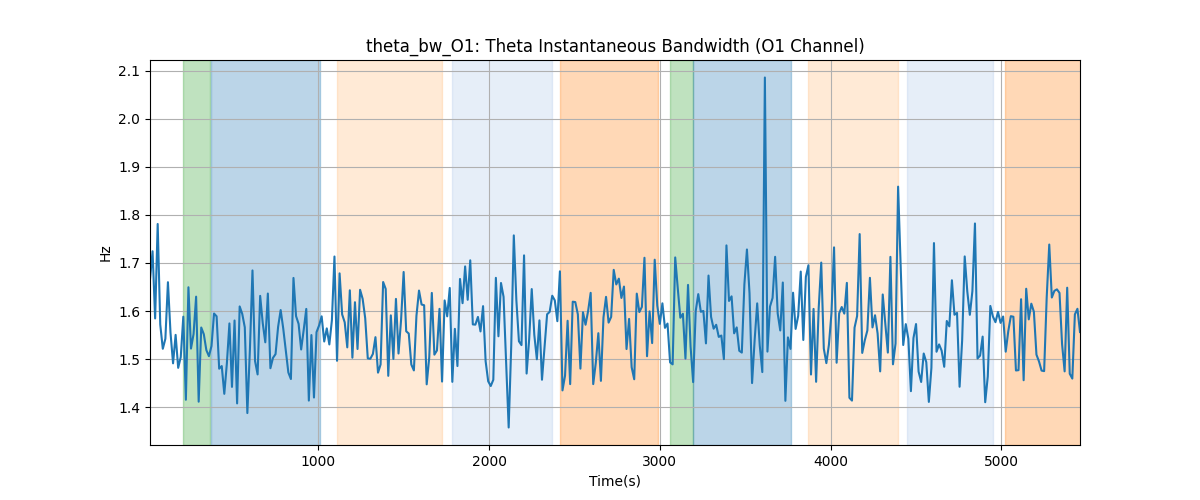 theta_bw_O1: Theta Instantaneous Bandwidth (O1 Channel)
2.1
2.0
1.9
1.8
1.7
1.6
1.5
1.4
Hz
1000 2000 3000 4000 5000
Time(s)